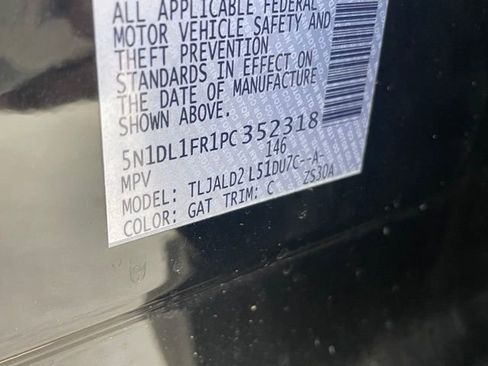 ALL APPLICABLE FEDERAL
MOTOR VEHICLE SAFETY AND
THEFT PREVENTION
STANDARDS IN EFFECT ON
THE DATE OF MANUFACTURE
SHOWN ABOVE.
5N1DL1FR1PC352318
MPV 146
MODEL: TLJALD2 L51DU7C--A-
COLOR: GAT TRIM: C ZS30A